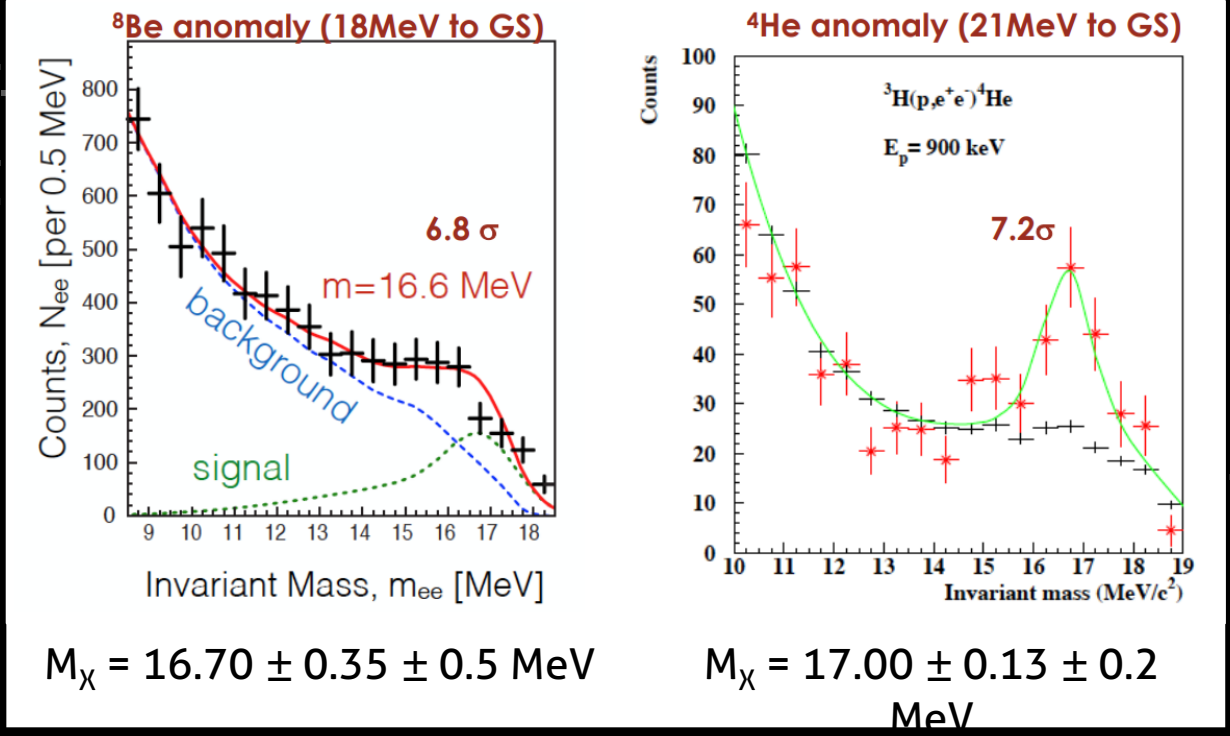 ⁸Be anomaly (18MeV to GS)
800
700
600
500
400
300
200
100
0
Counts, Nₑₑ [per 0.5 MeV]
6.8 σ
m=16.6 MeV
background
signal
9 10 11 12 13 14 15 16 17 18
Invariant Mass, mₑₑ [MeV]
Mχ = 16.70 ± 0.35 ± 0.5 MeV
⁴He anomaly (21MeV to GS)
Counts
100
90
80
70
60
50
40
30
20
10
0
³H(p,e⁺e⁻)⁴He
Eₚ= 900 keV
7.2σ
10 11 12 13 14 15 16 17 18 19
Invariant mass (MeV/c²)
Mχ = 17.00 ± 0.13 ± 0.2
MeV